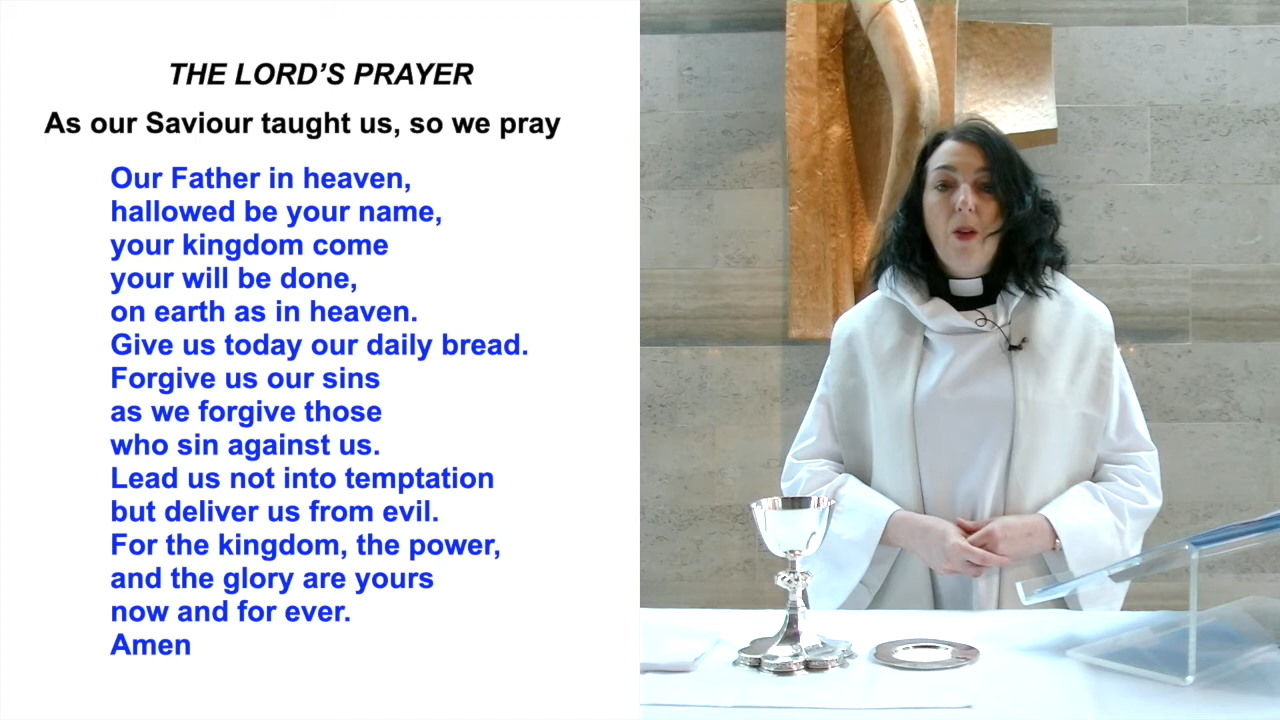 THE LORD’S PRAYER
As our Saviour taught us, so we pray
Our Father in heaven,
hallowed be your name,
your kingdom come
your will be done,
on earth as in heaven.
Give us today our daily bread.
Forgive us our sins
as we forgive those
who sin against us.
Lead us not into temptation
but deliver us from evil.
For the kingdom, the power,
and the glory are yours
now and for ever.
Amen